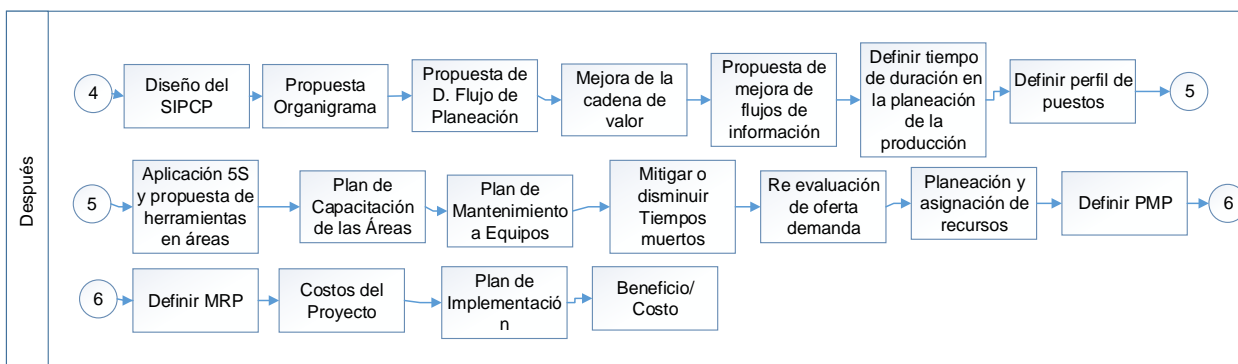 Después
4
Diseño del
SIPCP
Propuesta
Organigrama
Propuesta de
D. Flujo de
Planeación
Mejora de la
cadena de
valor
Propuesta de
mejora de
flujos de
información
Definir tiempo
de duración en
la planeación
de la
producción
Definir perfil de
puestos
5
5
Aplicación 5S
y propuesta de
herramientas
en áreas
Plan de
Capacitación
de las Áreas
Plan de
Mantenimiento
a Equipos
Mitigar o
disminuir
Tiempos
muertos
Re evaluación
de oferta
demanda
Planeación y
asignación de
recursos
Definir PMP
6
6
Definir MRP
Costos del
Proyecto
Plan de
Implementació
n
Beneficio/
Costo